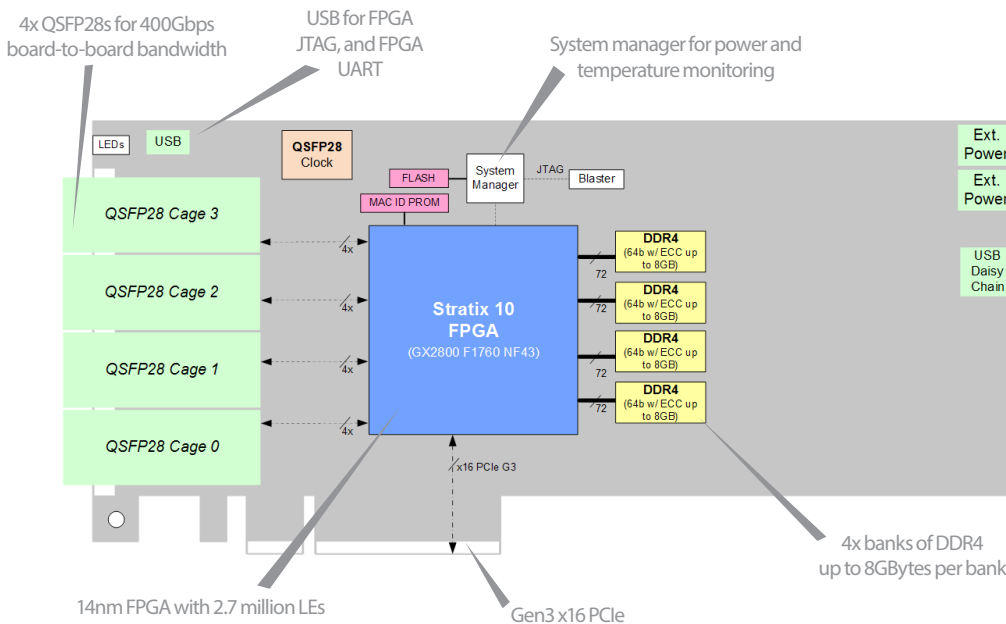 4x QSFP28s for 400Gbps
board-to-board bandwidth
USB for FPGA
JTAG, and FPGA
UART
System manager for power and
temperature monitoring
LEDs
USB
QSFP28
Clock
FLASH
MAC ID PROM
System
Manager
JTAG
Blaster
Ext.
Power
Ext.
Power
USB
Daisy
Chain
QSFP28 Cage 3
QSFP28 Cage 2
QSFP28 Cage 1
QSFP28 Cage 0
4x
4x
4x
4x
Stratix 10
FPGA
(GX2800 F1760 NF43)
72
72
72
72
DDR4
(64b w/ ECC up
to 8GB)
DDR4
(64b w/ ECC up
to 8GB)
DDR4
(64b w/ ECC up
to 8GB)
DDR4
(64b w/ ECC up
to 8GB)
x16 PCIe G3
4x banks of DDR4
up to 8GBytes per bank
14nm FPGA with 2.7 million LEs
Gen3 x16 PCIe